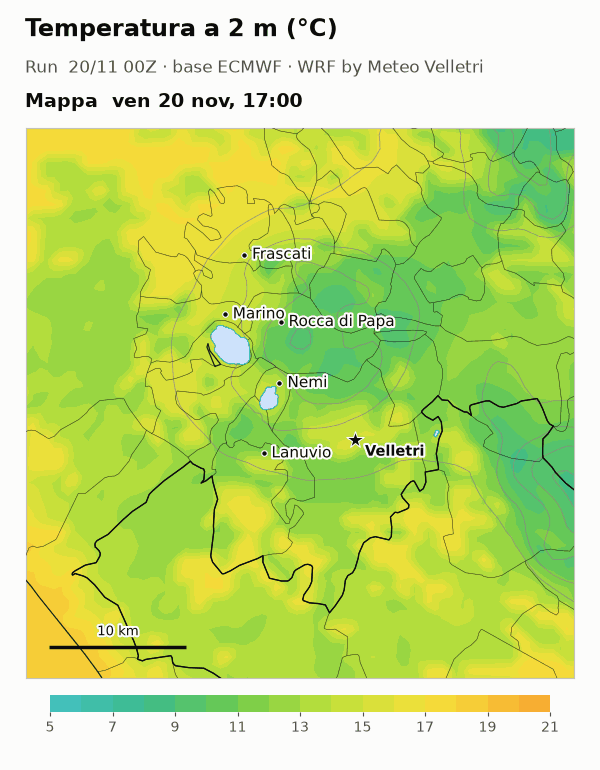 Temperatura a 2 m (°C)
Run  20/11 00Z · base ECMWF · WRF by Meteo Velletri
Mappa  ven 20 nov, 17:00
Frascati
Marino
Rocca di Papa
Nemi
Velletri
Lanuvio
10 km
5 7 9 11 13 15 17 19 21